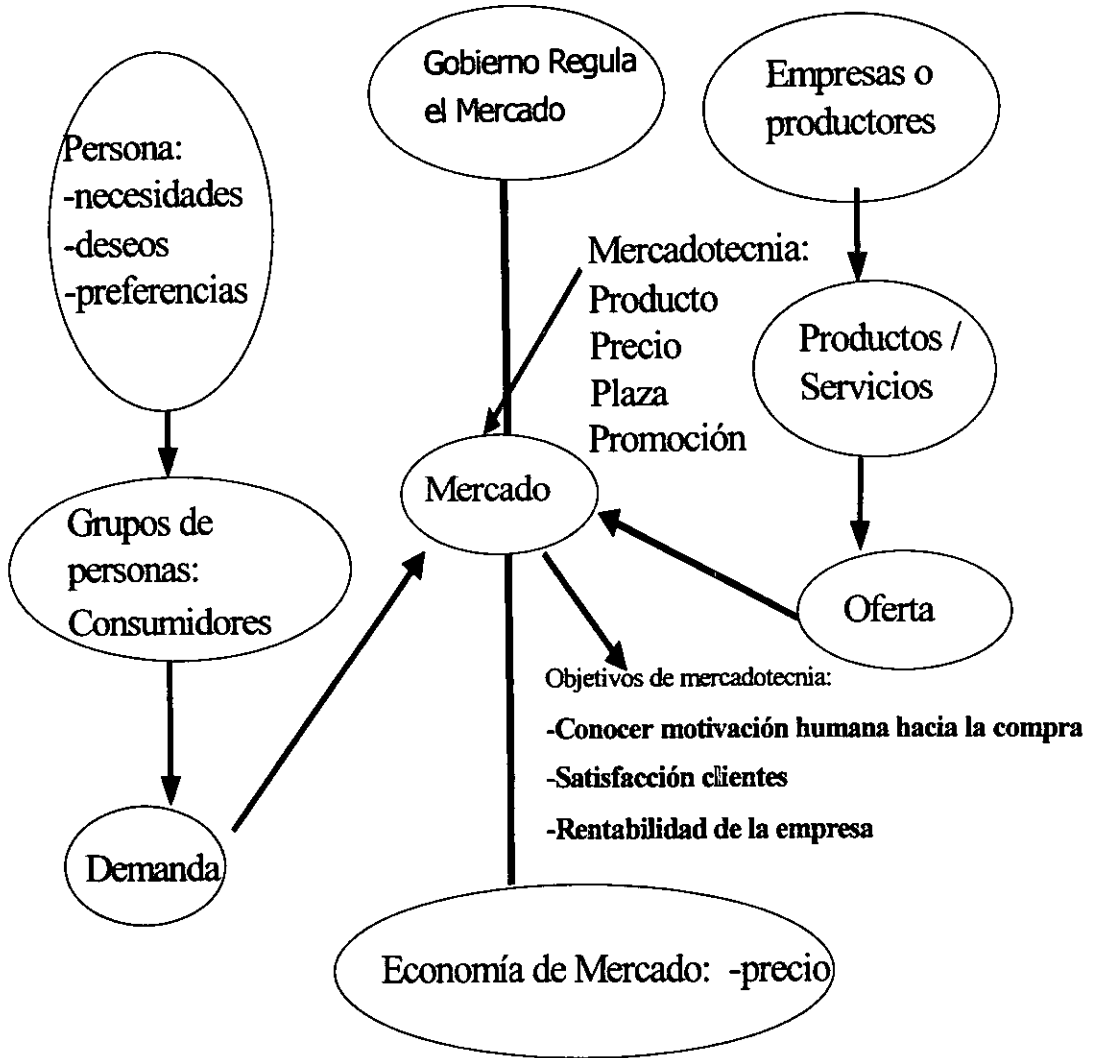 Gobierno Regula
el Mercado
Empresas o
productores
Persona:
-necesidades
-deseos
-preferencias
Mercadotecnia:
Producto
Precio
Plaza
Promoción
Productos /
Servicios
Mercado
Grupos de
personas:
Consumidores
Oferta
Objetivos de mercadotecnia:
-Conocer motivación humana hacia la compra
-Satisfacción clientes
-Rentabilidad de la empresa
Demanda
Economía de Mercado: -precio